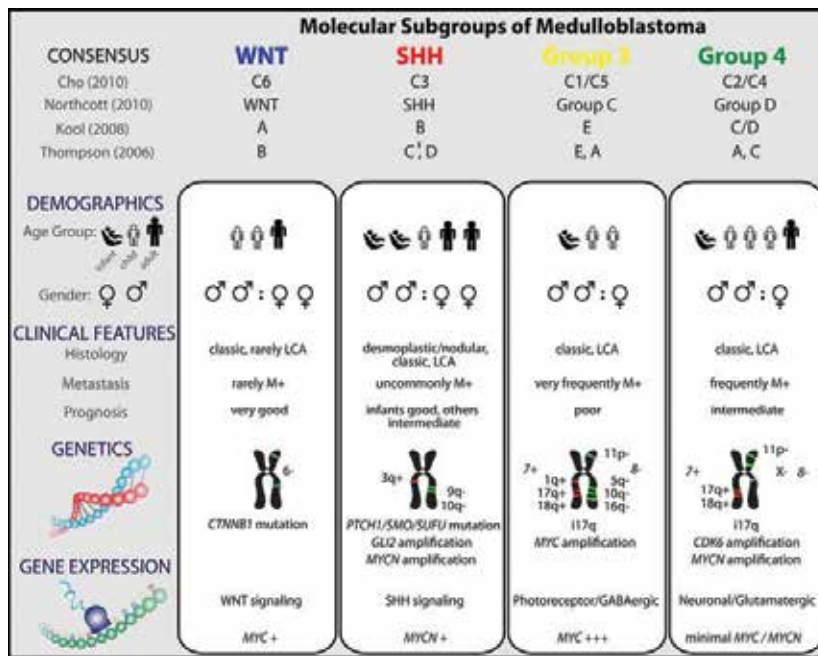 Molecular Subgroups of Medulloblastoma
CONSENSUS WNT SHH Group 3 Group 4
Cho (2010) C6 C3 C1/C5 C2/C4
Northcott (2010) WNT SHH Group C Group D
Kool (2008) A B E C/D
Thompson (2006) B C, D E, A A, C
DEMOGRAPHICS
Age Group:
infant child adult
Gender: ♀ ♂ ♂♂:♀♀ ♂♂:♀♀ ♂♂:♀ ♂♂:♀
CLINICAL FEATURES
Histology classic, rarely LCA desmoplastic/nodular, classic, LCA classic, LCA
classic, LCA
Metastasis rarely M+ uncommonly M+ very frequently M+ frequently M+
Prognosis very good infants good, others poor intermediate
intermediate
GENETICS
6-
3q+
9q-
10q-
7+ 11p- 8-
1q+ 5q-
17q+ 10q-
18q+ 16q-
11p-
7+ X- 8-
17q+
18q+
CTNNB1 mutation PTCH1/SMO/SUFU mutation i17q i17q
GLI2 amplification MYC amplification CDK6 amplification
MYCN amplification MYCN amplification
GENE EXPRESSION
WNT signaling SHH signaling Photoreceptor/GABAergic Neuronal/Glutamatergic
MYC + MYCN + MYC +++ minimal MYC / MYCN